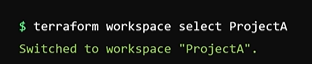 $ terraform workspace select ProjectA
Switched to workspace "ProjectA".